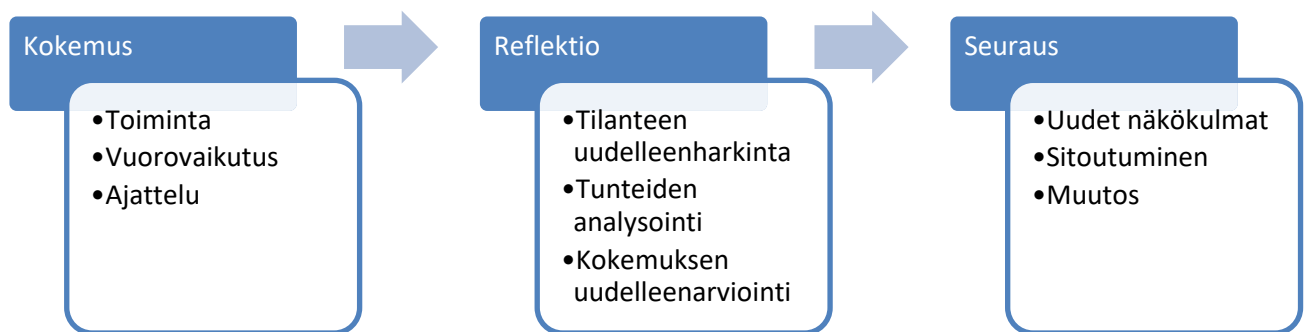 Kokemus
•Toiminta
•Vuorovaikutus
•Ajattelu
Reflektio
•Tilanteen
uudelleenharkinta
•Tunteiden
analysointi
•Kokemuksen
uudelleenarviointi
Seuraus
•Uudet näkökulmat
•Sitoutuminen
•Muutos